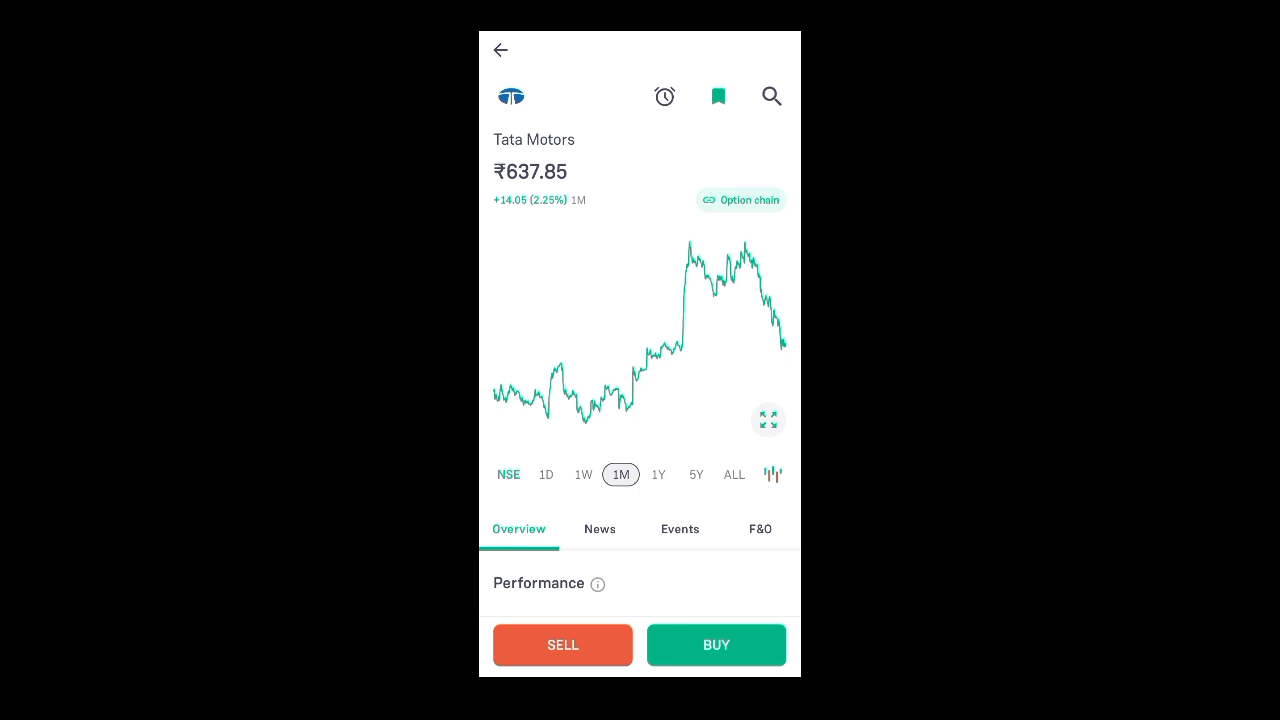 Tata Motors
₹637.85
+14.05 (2.25%) 1M
Option chain
NSE 1D 1W 1M 1Y 5Y ALL
Overview News Events F&O
Performance
SELL BUY